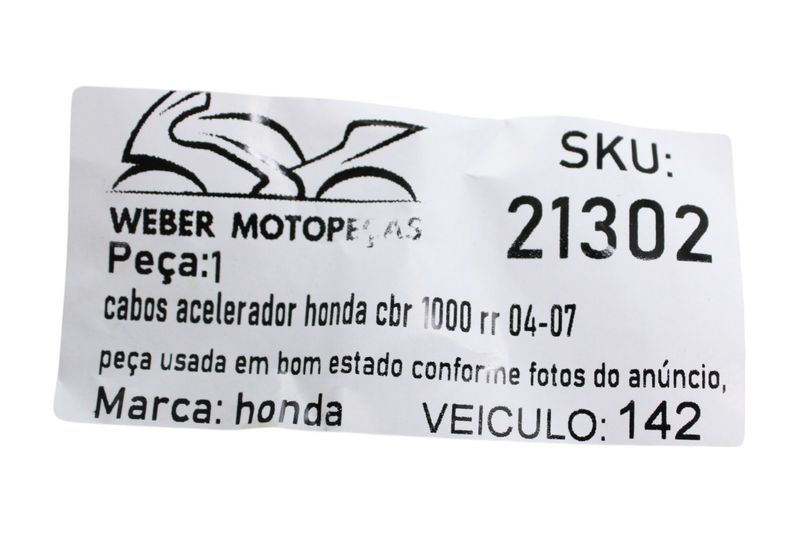 WEBER MOTOPEÇAS
SKU:
21302
Peça:1
cabos acelerador honda cbr 1000 rr 04-07
peça usada em bom estado conforme fotos do anúncio,
Marca: honda
VEICULO: 142